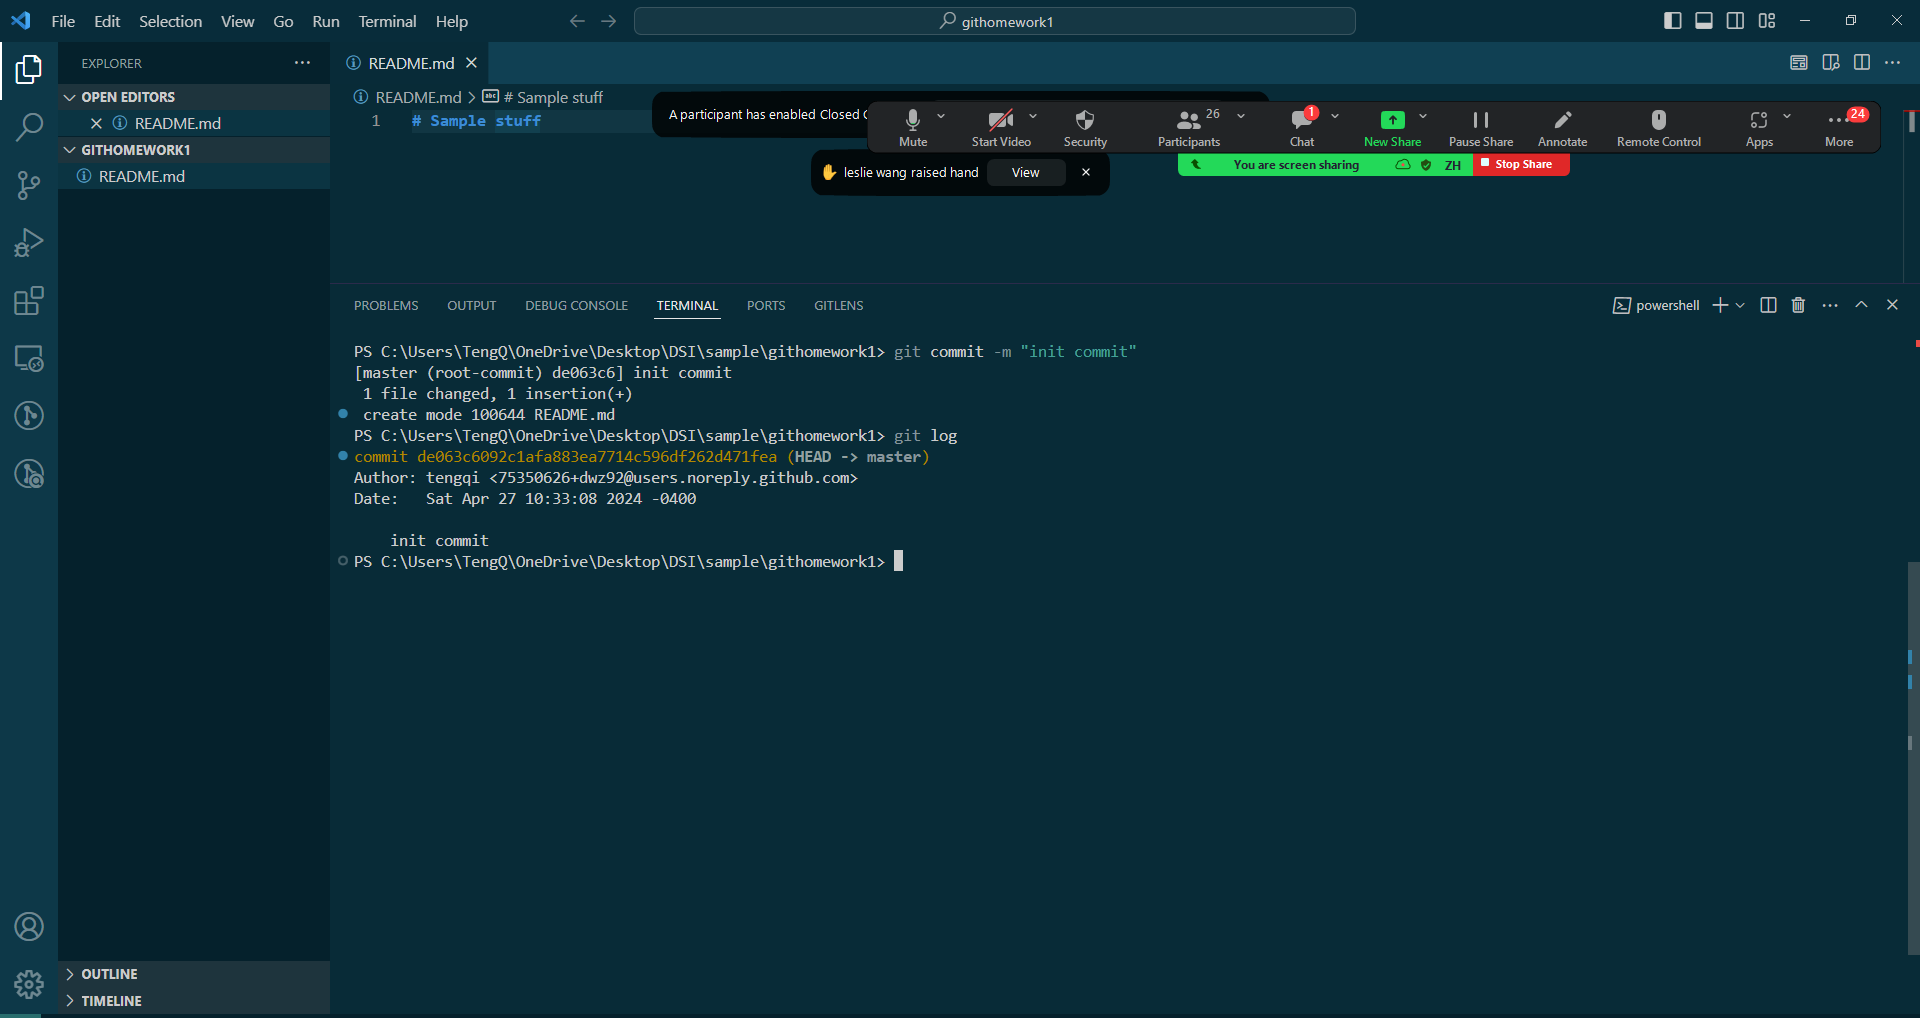 File Edit Selection View Go Run Terminal Help
githomework1
EXPLORER
README.md
OPEN EDITORS
README.md
GITHOMEWORK1
README.md
OUTLINE
TIMELINE
README.md > # Sample stuff
1 # Sample stuff
A participant has enabled Closed
Mute
Start Video
Security
26
Participants
1
Chat
New Share
Pause Share
Annotate
Remote Control
Apps
24
More
You are screen sharing
ZH
Stop Share
leslie wang raised hand
View
PROBLEMS OUTPUT DEBUG CONSOLE TERMINAL PORTS GITLENS
powershell
PS C:\Users\TengQ\OneDrive\Desktop\DSI\sample\githomework1> git commit -m "init commit"
[master (root-commit) de063c6] init commit
1 file changed, 1 insertion(+)
create mode 100644 README.md
PS C:\Users\TengQ\OneDrive\Desktop\DSI\sample\githomework1> git log
commit de063c6092c1afa883ea7714c596df262d471fea (HEAD -> master)
Author: tengqi <75350626+dwz92@users.noreply.github.com>
Date: Sat Apr 27 10:33:08 2024 -0400
init commit
PS C:\Users\TengQ\OneDrive\Desktop\DSI\sample\githomework1>